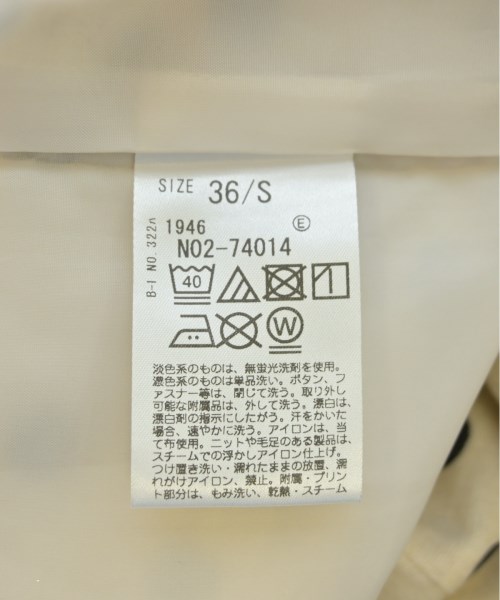 SIZE 36/S
B-I NO.322n
1946 Ⓔ
N02-74014
40
W
淡色系のものは、無蛍光洗剤を使用。
濃色系のものは単品洗い。ボタン、フ
ァスナー等は、閉じて洗う。取り外し
可能な附属品は、外して洗う。漂白は、
漂白剤の指示にしたがう。汗をかいた
場合、速やかに洗う。アイロンは、当
て布使用。ニットや毛足のある製品は、
スチームでの浮かしアイロン仕上げ。
つけ置き洗い・濡れたままの放置、濡
れがけアイロン、禁止。附属・プリン
ト部分は、もみ洗い、乾熱・スチーム